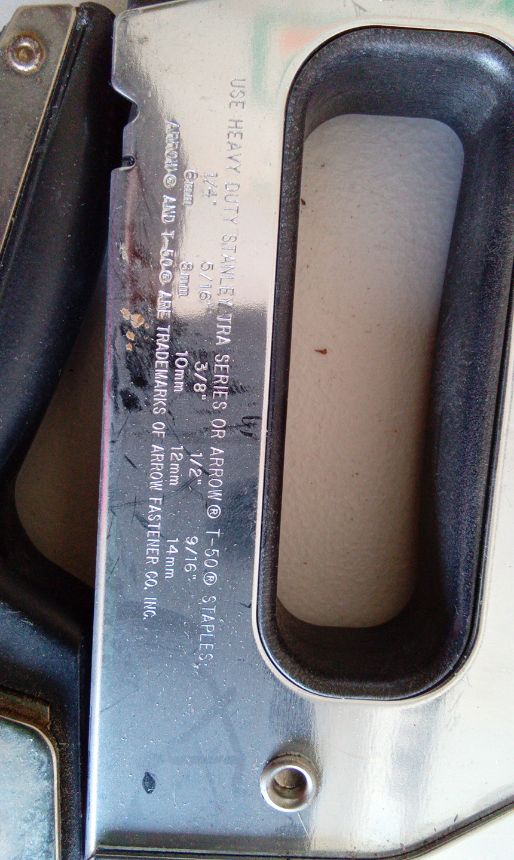 USE HEAVY DUTY STANLEY TRA SERIES OR ARROW® T-50® STAPLES,
1/4" 5/16" 3/8" 1/2" 9/16"
6mm 8mm 10mm 12mm 14mm
ARROW® AND T-50® ARE TRADEMARKS OF ARROW FASTENER CO. INC.